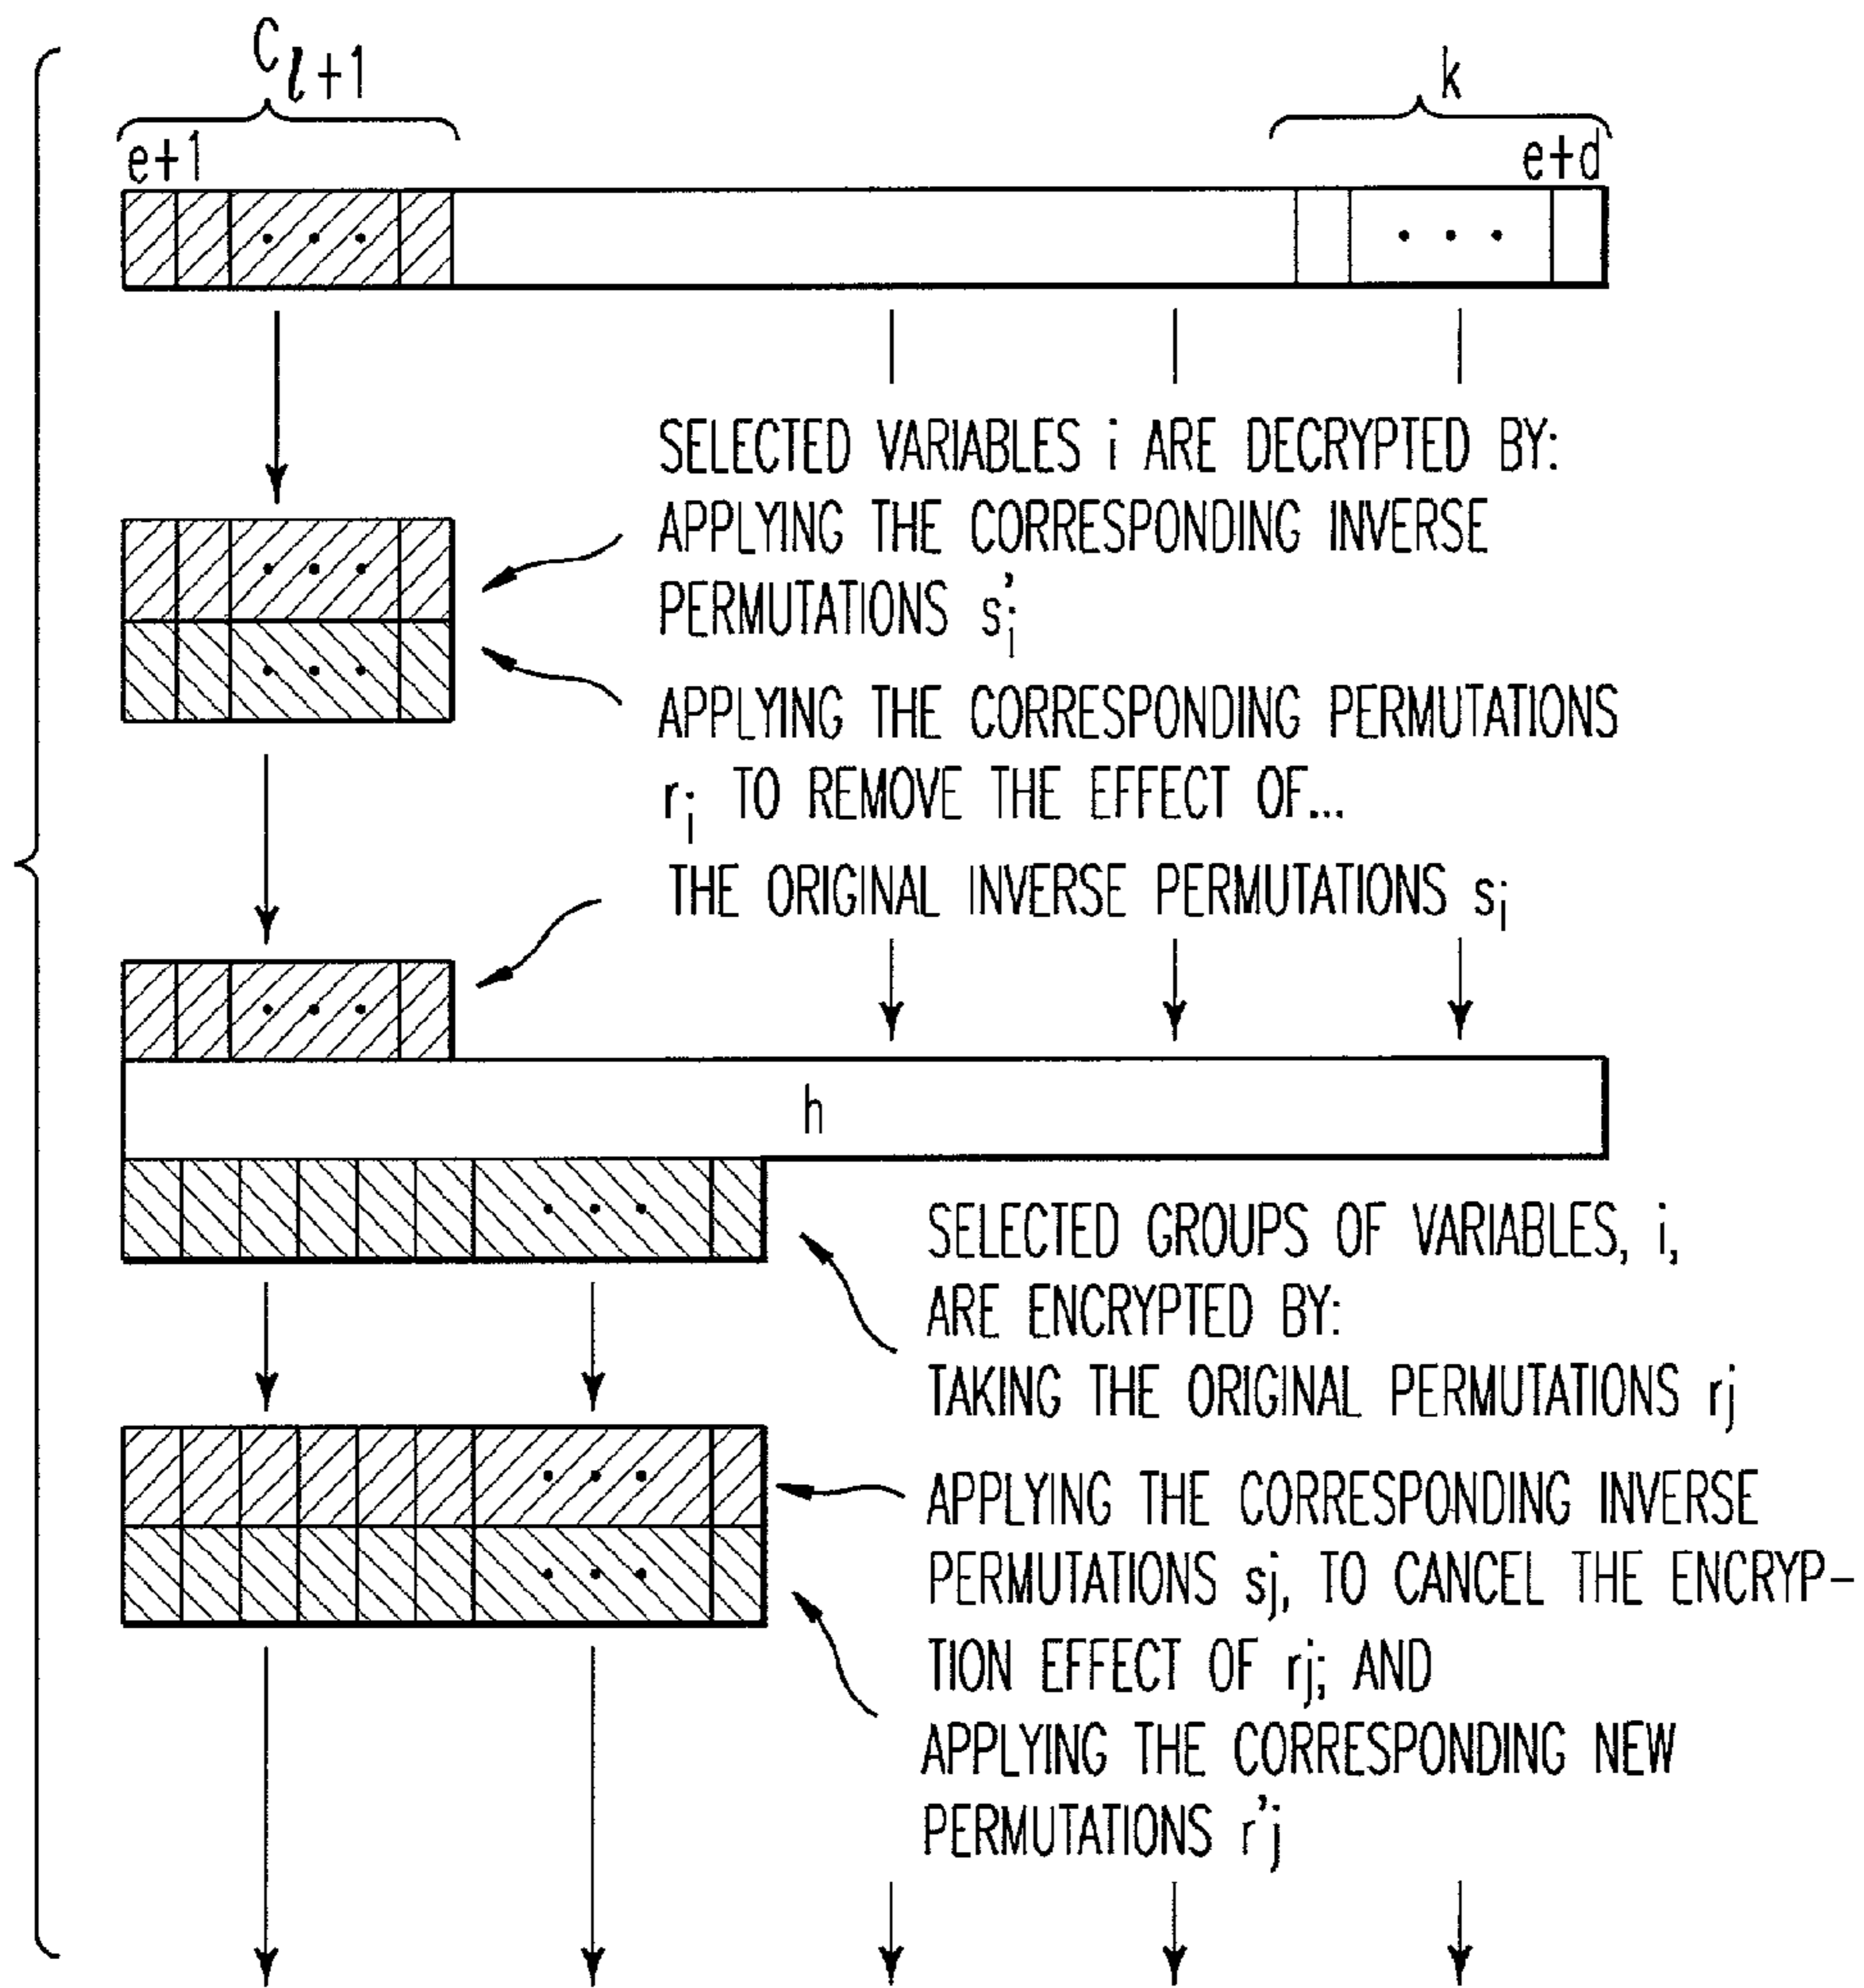 Cℓ+1
k
e+1
e+d
SELECTED VARIABLES i ARE DECRYPTED BY:
APPLYING THE CORRESPONDING INVERSE
PERMUTATIONS s'i
APPLYING THE CORRESPONDING PERMUTATIONS
ri TO REMOVE THE EFFECT OF...
THE ORIGINAL INVERSE PERMUTATIONS si
h
SELECTED GROUPS OF VARIABLES, i,
ARE ENCRYPTED BY:
TAKING THE ORIGINAL PERMUTATIONS rj
APPLYING THE CORRESPONDING INVERSE
PERMUTATIONS sj, TO CANCEL THE ENCRYP-
TION EFFECT OF rj; AND
APPLYING THE CORRESPONDING NEW
PERMUTATIONS r'j